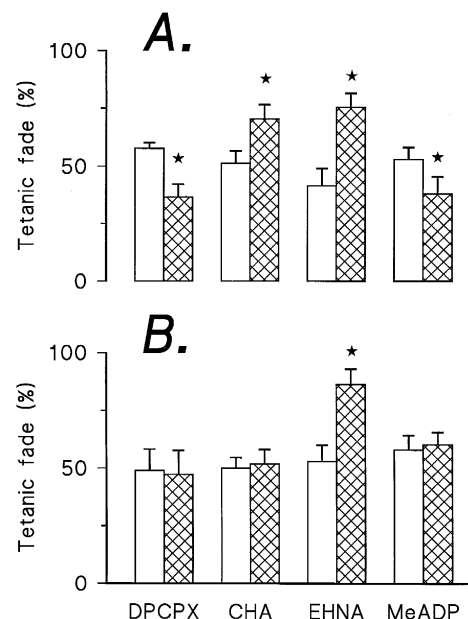 A.
Tetanic fade (%)
100
50
0
★
★
★
★
B.
Tetanic fade (%)
100
50
0
★
DPCPX CHA EHNA MeADP